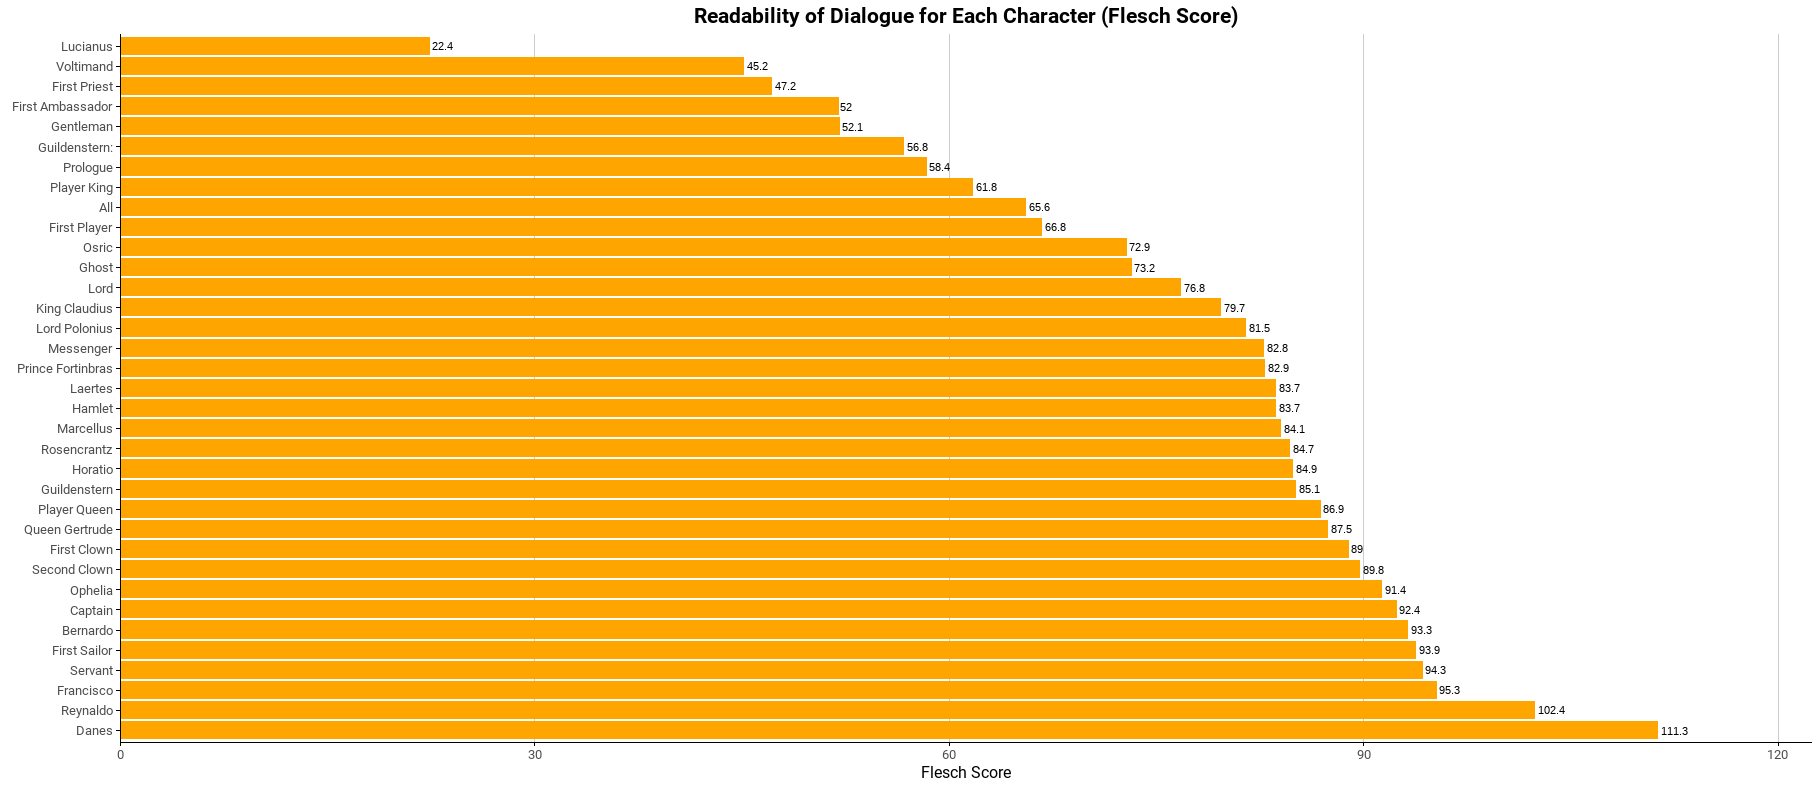 Readability of Dialogue for Each Character (Flesch Score)
Lucianus 22.4
Voltimand 45.2
First Priest 47.2
First Ambassador 52
Gentleman 52.1
Guildenstern: 56.8
Prologue 58.4
Player King 61.8
All 65.6
First Player 66.8
Osric 72.9
Ghost 73.2
Lord 76.8
King Claudius 79.7
Lord Polonius 81.5
Messenger 82.8
Prince Fortinbras 82.9
Laertes 83.7
Hamlet 83.7
Marcellus 84.1
Rosencrantz 84.7
Horatio 84.9
Guildenstern 85.1
Player Queen 86.9
Queen Gertrude 87.5
First Clown 89
Second Clown 89.8
Ophelia 91.4
Captain 92.4
Bernardo 93.3
First Sailor 93.9
Servant 94.3
Francisco 95.3
Reynaldo 102.4
Danes 111.3
0 30 60 90 120
Flesch Score